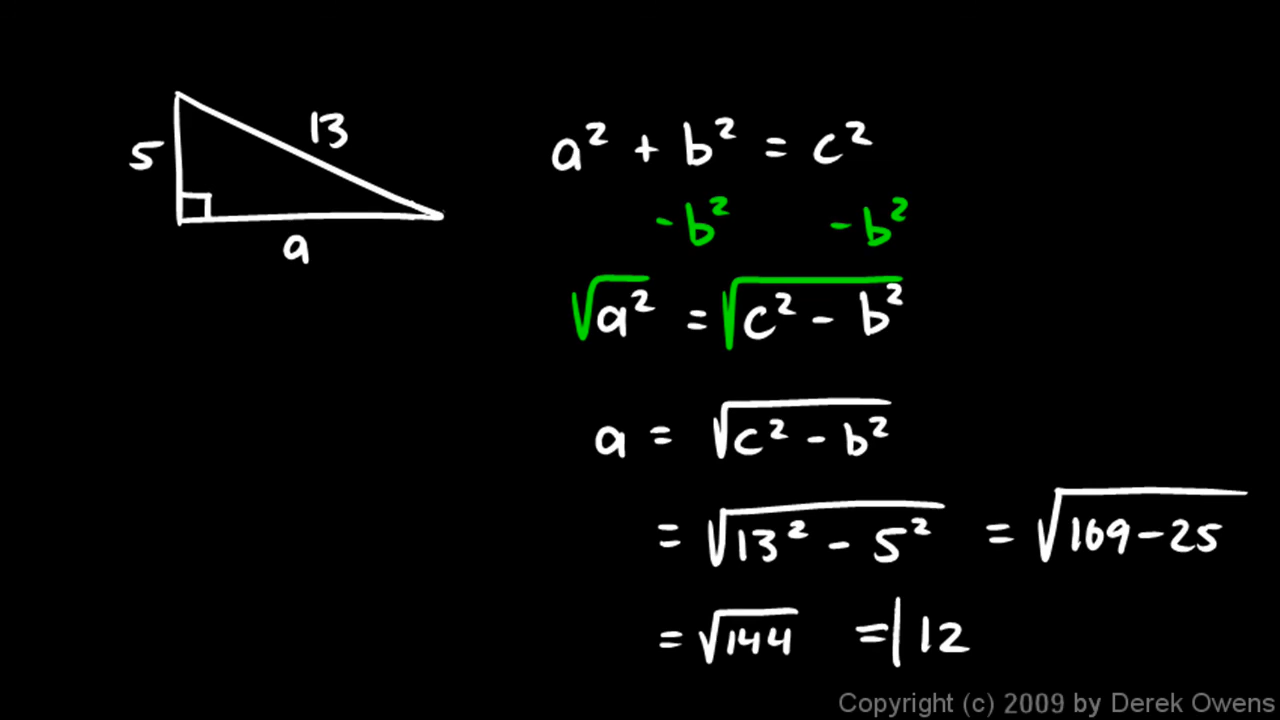 5
13
a
a² + b² = c²
-b² -b²
√a² = √c² - b²
a = √c² - b²
= √13² - 5² = √169-25
= √144 =| 12
Copyright (c) 2009 by Derek Owens